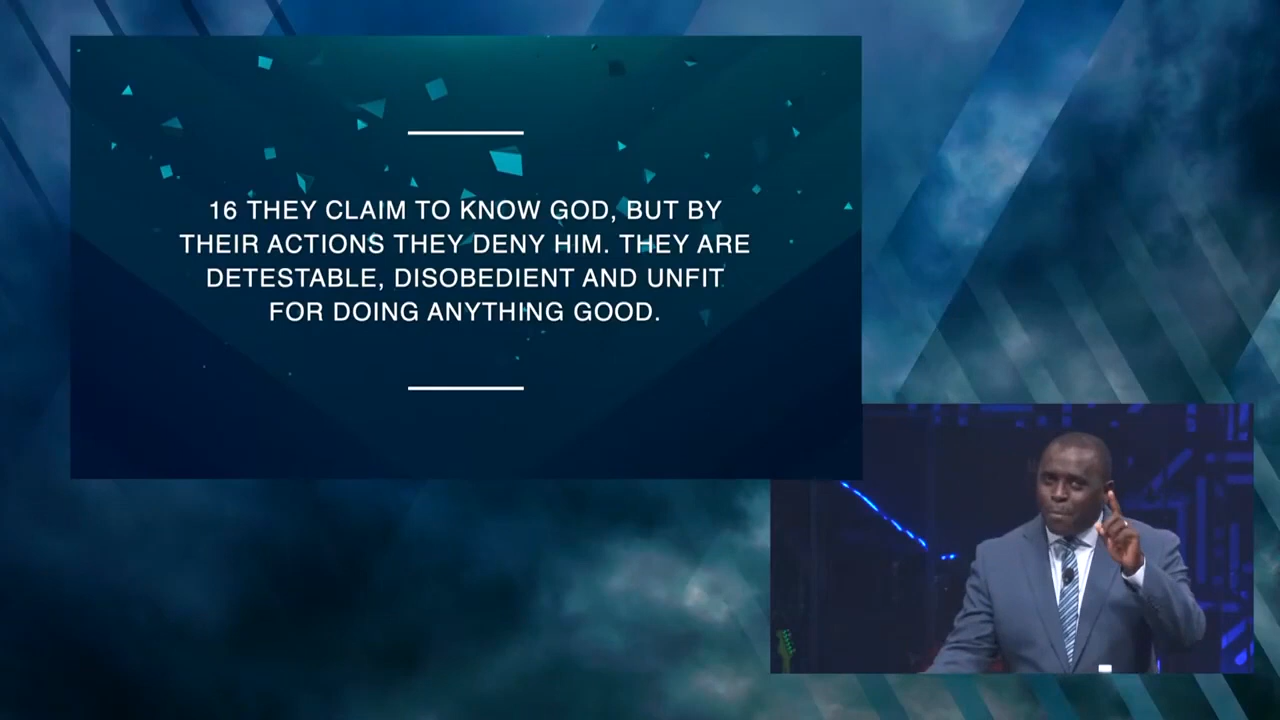 16 THEY CLAIM TO KNOW GOD, BUT BY
THEIR ACTIONS THEY DENY HIM. THEY ARE
DETESTABLE, DISOBEDIENT AND UNFIT
FOR DOING ANYTHING GOOD.